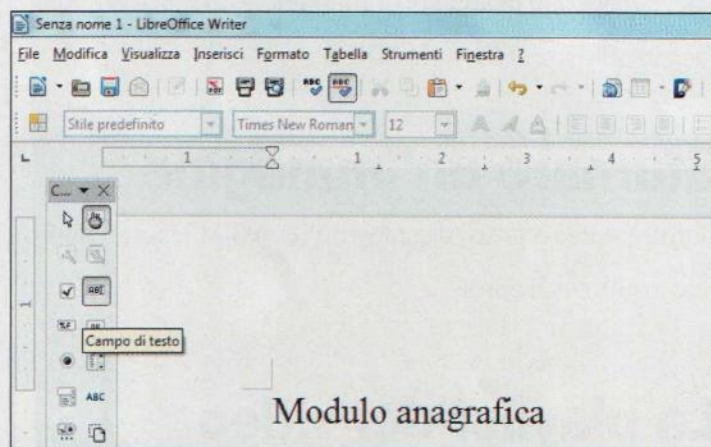 Senza nome 1 - LibreOffice Writer
File Modifica Visualizza Inserisci Formato Tabella Strumenti Finestra ?
Stile predefinito Times New Roman 12
1 1 2 3 4 5
C...
1
Campo di testo
ABC
Modulo anagrafica